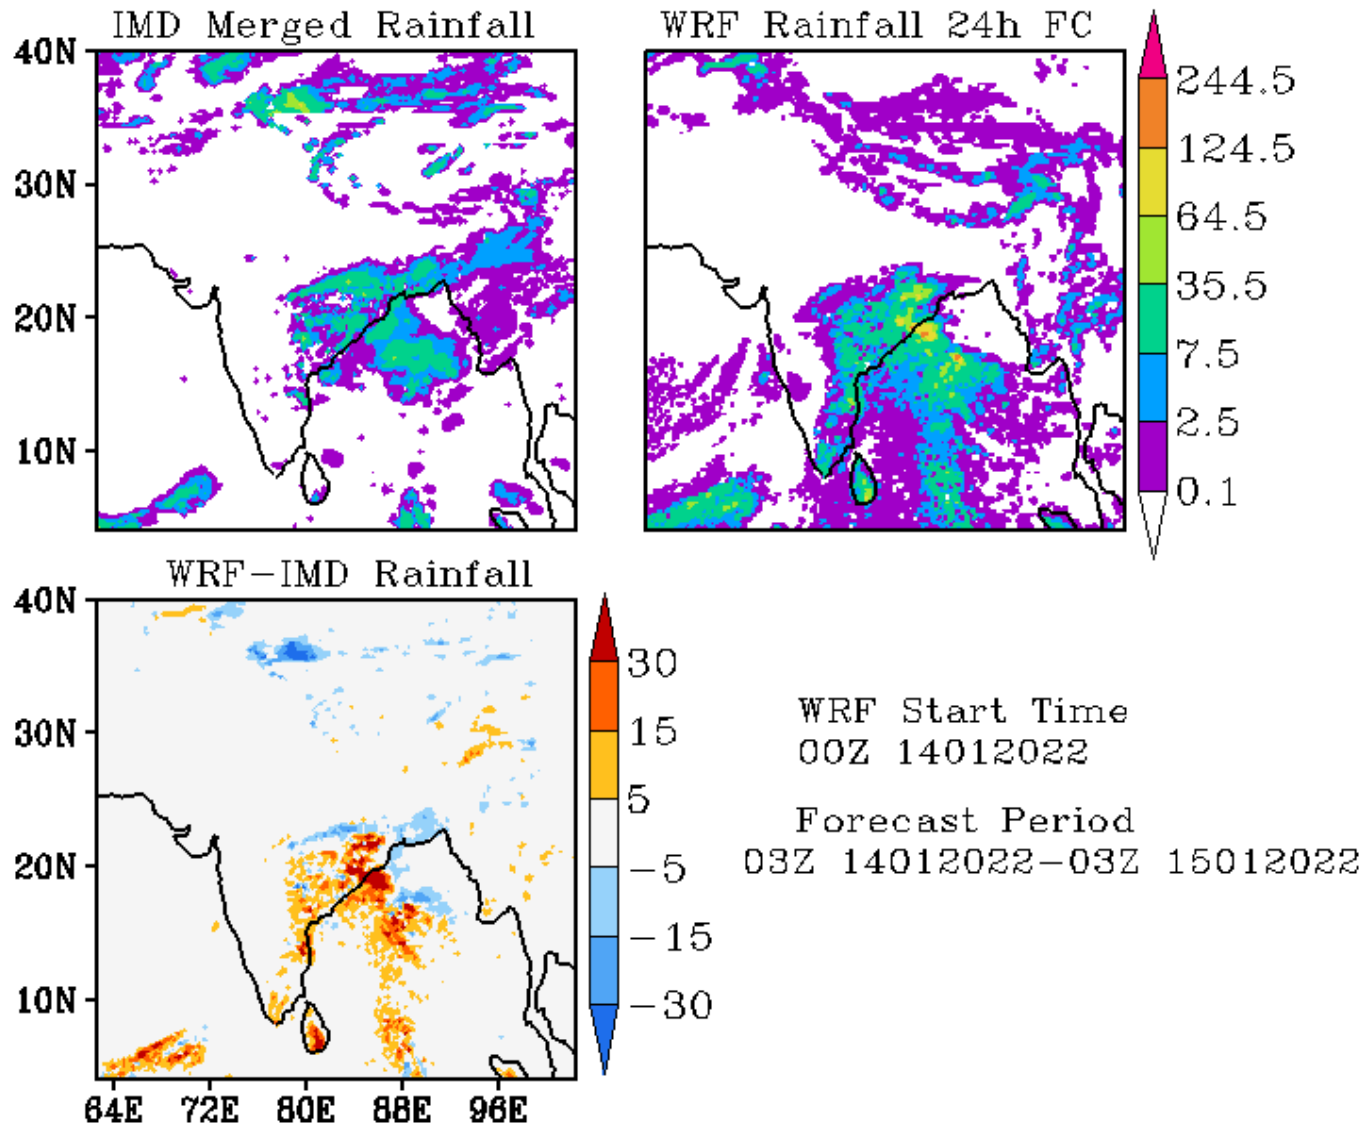 IMD Merged Rainfall
WRF Rainfall 24h FC
40N
30N
20N
10N
244.5
124.5
64.5
35.5
7.5
2.5
0.1
WRF-IMD Rainfall
40N
30N
20N
10N
64E 72E 80E 88E 96E
30
15
5
-5
-15
-30
WRF Start Time
00Z 14012022
Forecast Period
03Z 14012022-03Z 15012022